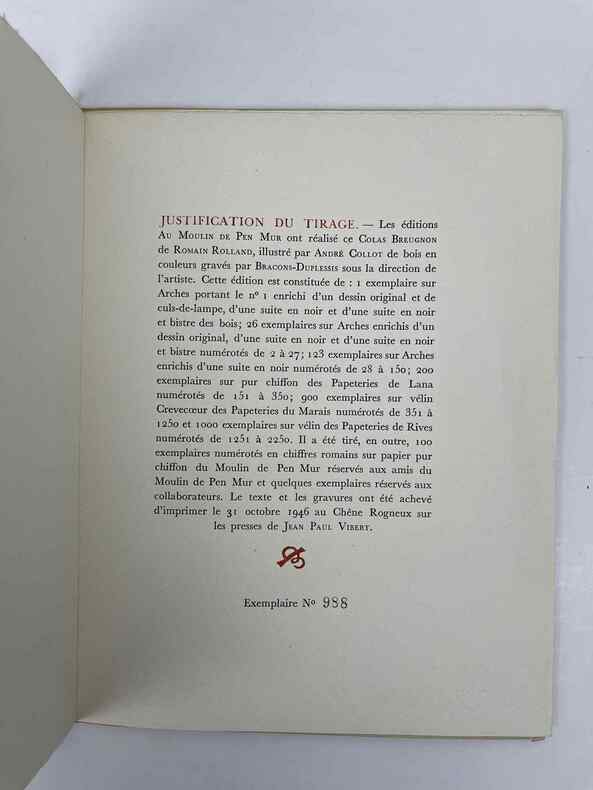 JUSTIFICATION DU TIRAGE. — Les éditions
AU MOULIN DE PEN MUR ont réalisé ce COLAS BREUGNON
de ROMAIN ROLLAND, illustré par ANDRÉ COLLOT de bois en
couleurs gravés par BRACONS-DUPLESSIS sous la direction de
l'artiste. Cette édition est constituée de : 1 exemplaire sur
Arches portant le nº 1 enrichi d'un dessin original et de
culs-de-lampe, d'une suite en noir et d'une suite en noir
et bistre des bois; 26 exemplaires sur Arches enrichis d'un
dessin original, d'une suite en noir et d'une suite en noir
et bistre numérotés de 2 à 27; 123 exemplaires sur Arches
enrichis d'une suite en noir numérotés de 28 à 150; 200
exemplaires sur pur chiffon des Papeteries de Lana
numérotés de 151 à 350; 900 exemplaires sur vélin
Crevecœur des Papeteries du Marais numérotés de 351 à
1250 et 1000 exemplaires sur vélin des Papeteries de Rives
numérotés de 1251 à 2250. Il a été tiré, en outre, 100
exemplaires numérotés en chiffres romains sur papier pur
chiffon du Moulin de Pen Mur réservés aux amis du
Moulin de Pen Mur et quelques exemplaires réservés aux
collaborateurs. Le texte et les gravures ont été achevé
d'imprimer le 31 octobre 1946 au Chêne Rogneux sur
les presses de JEAN PAUL VIBERT.
Exemplaire Nº 988